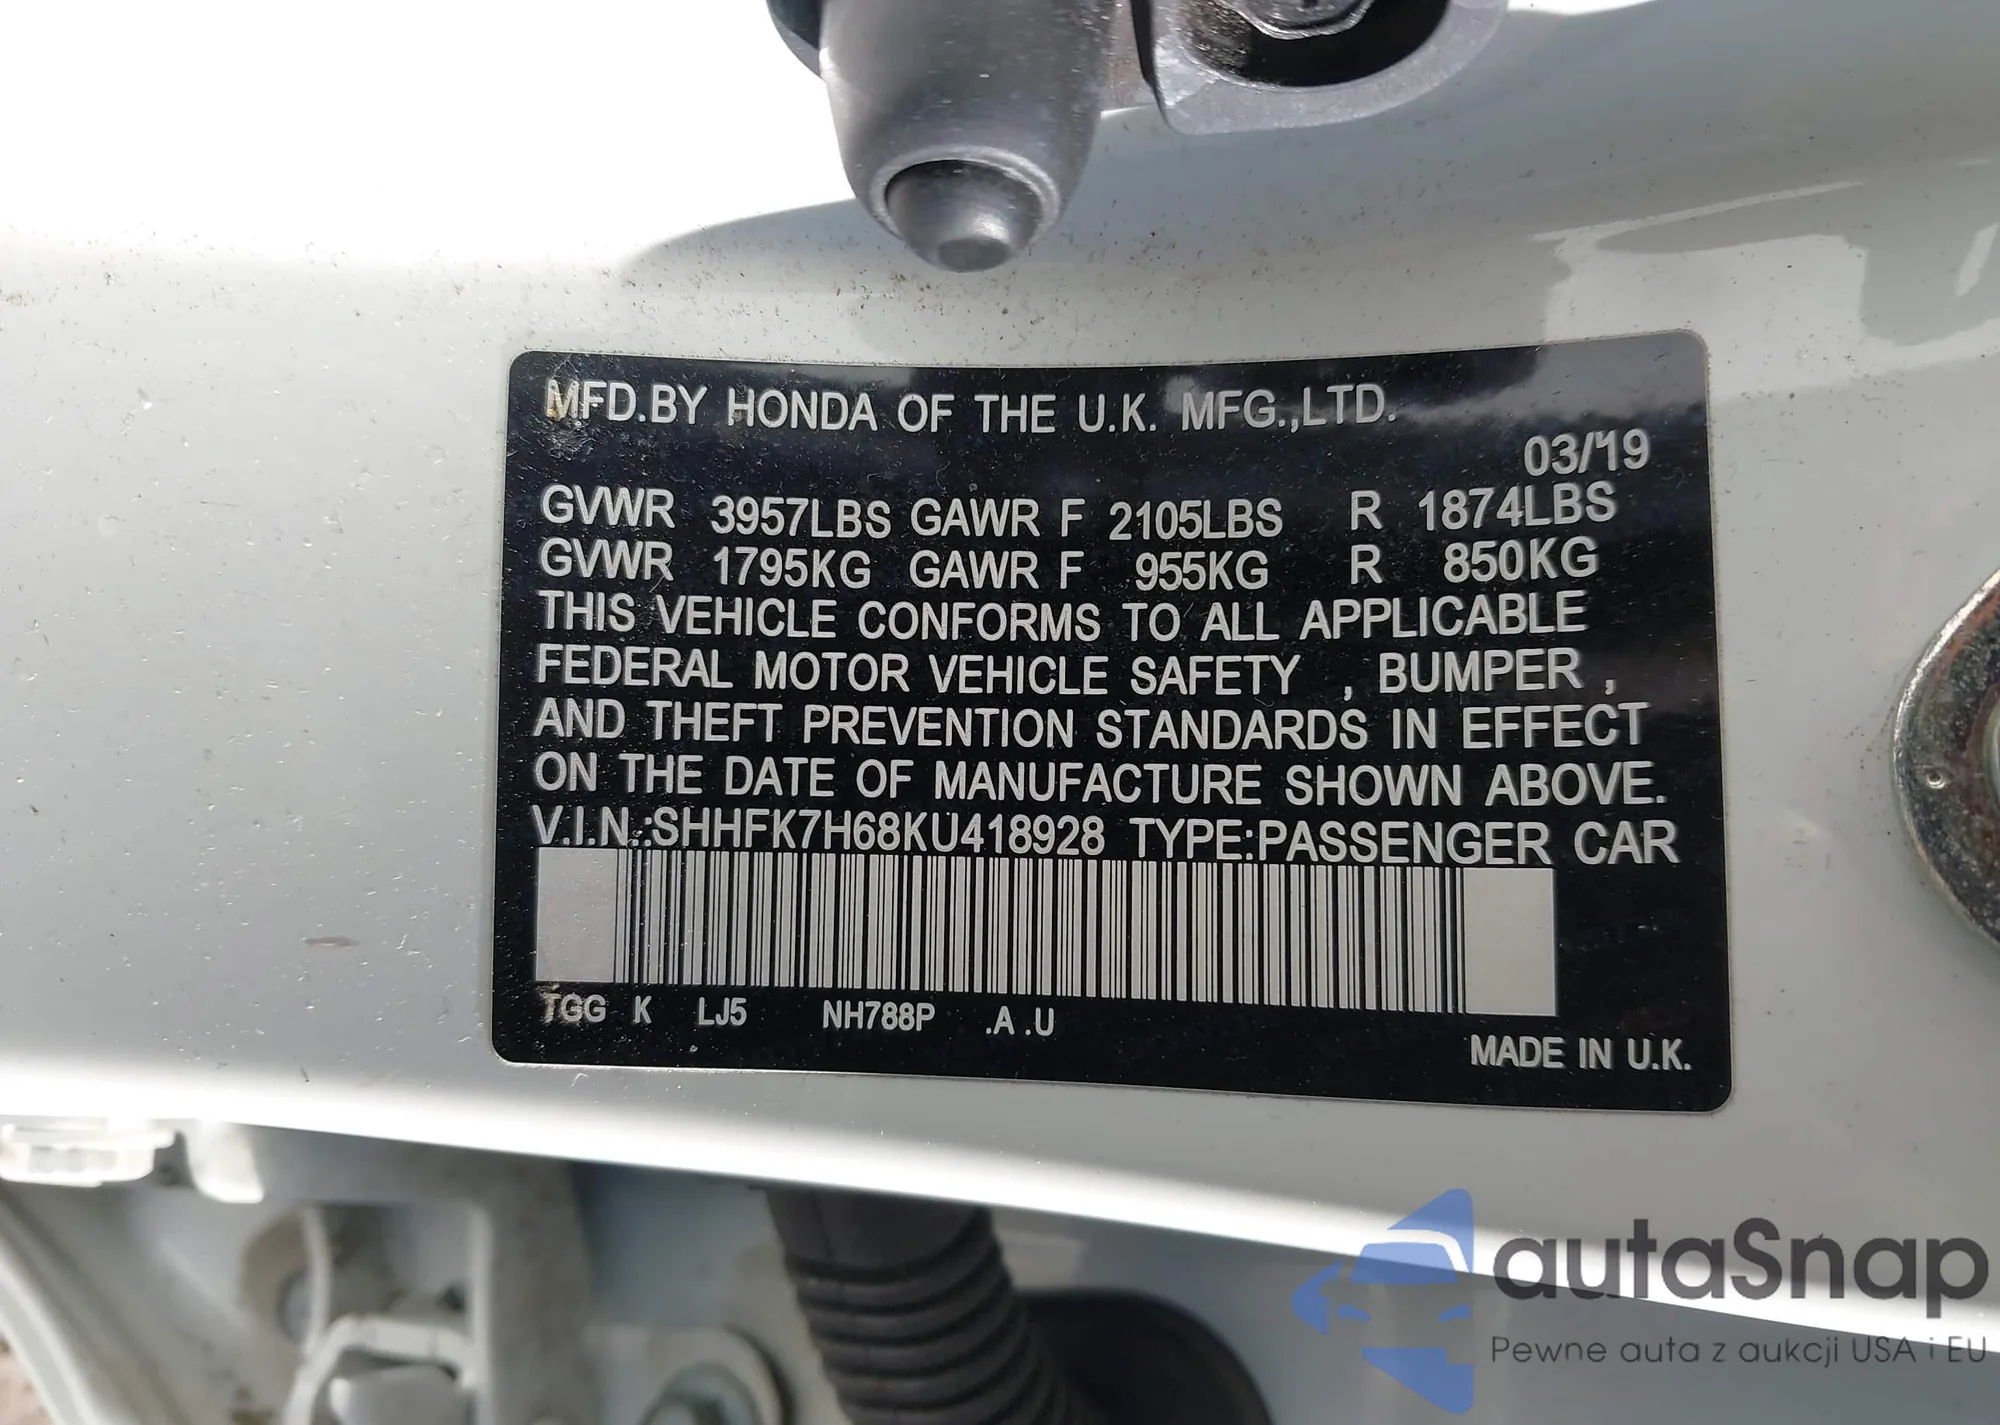 MFD.BY HONDA OF THE U.K. MFG.,LTD.
03/19
GVWR 3957LBS GAWR F 2105LBS R 1874LBS
GVWR 1795KG GAWR F 955KG R 850KG
THIS VEHICLE CONFORMS TO ALL APPLICABLE
FEDERAL MOTOR VEHICLE SAFETY , BUMPER ,
AND THEFT PREVENTION STANDARDS IN EFFECT
ON THE DATE OF MANUFACTURE SHOWN ABOVE.
V.I.N.:SHHFK7H68KU418928 TYPE:PASSENGER CAR
TGG K LJ5 NH788P .A .U
MADE IN U.K.
autaSnap
Pewne auta z aukcji USA i EU